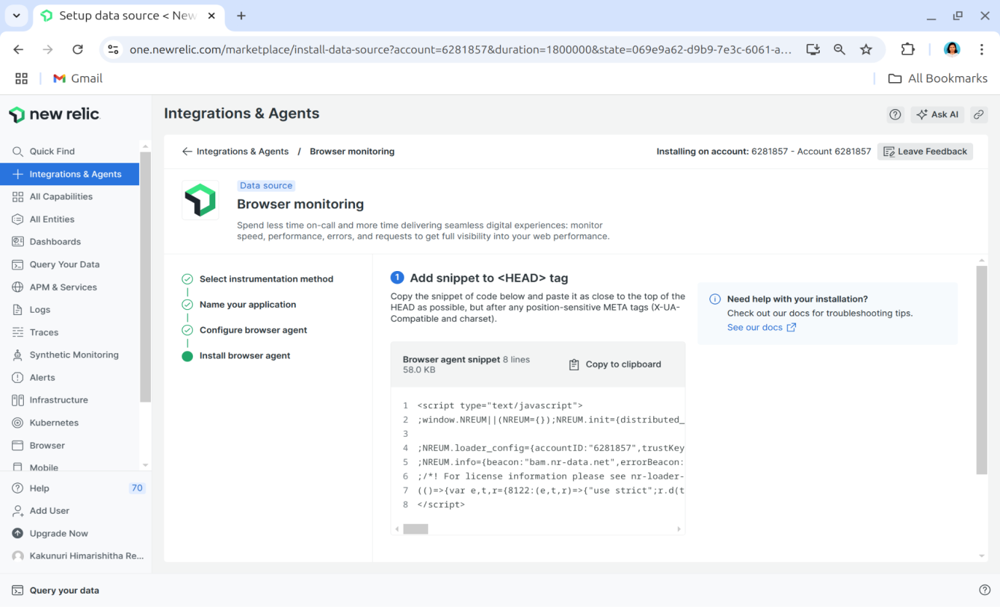 Setup data source < New
one.newrelic.com/marketplace/install-data-source?account=6281857&duration=1800000&state=069e9a62-d9b9-7e3c-6061-a...
Gmail
All Bookmarks
new relic
Integrations & Agents
Ask AI
Quick Find
Integrations & Agents
All Capabilities
All Entities
Dashboards
Query Your Data
APM & Services
Logs
Traces
Synthetic Monitoring
Alerts
Infrastructure
Kubernetes
Browser
Mobile
Help 70
Add User
Upgrade Now
Kakunuri Himarishitha Re...
Integrations & Agents / Browser monitoring
Installing on account: 6281857 - Account 6281857
Leave Feedback
Data source
Browser monitoring
Spend less time on-call and more time delivering seamless digital experiences: monitor
speed, performance, errors, and requests to get full visibility into your web performance.
Select instrumentation method
Name your application
Configure browser agent
Install browser agent
1 Add snippet to <HEAD> tag
Copy the snippet of code below and paste it as close to the top of the
HEAD as possible, but after any position-sensitive META tags (X-UA-
Compatible and charset).
Browser agent snippet 8 lines
58.0 KB
Copy to clipboard
1 <script type="text/javascript">
2 ;window.NREUM||(NREUM={});NREUM.init={distributed_
3
4 ;NREUM.loader_config={accountID:"6281857",trustKey
5 ;NREUM.info={beacon:"bam.nr-data.net",errorBeacon:
6 ;/*! For license information please see nr-loader-
7 (()=>{var e,t,r={8122:(e,t,r)=>{"use strict";r.d(t
8 </script>
Need help with your installation?
Check out our docs for troubleshooting tips.
See our docs
Query your data